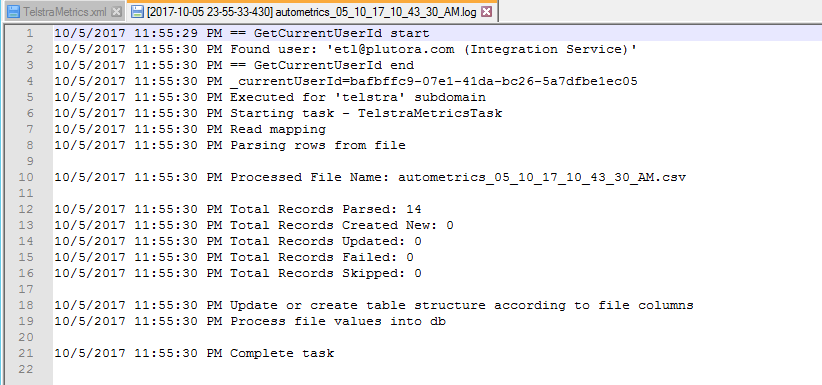 TelstraMetrics.xml [2017-10-05 23-55-33-430] autometrics_05_10_17_10_43_30_AM.log
1 10/5/2017 11:55:29 PM == GetCurrentUserId start
2 10/5/2017 11:55:30 PM Found user: 'etl@plutora.com (Integration Service)'
3 10/5/2017 11:55:30 PM == GetCurrentUserId end
4 10/5/2017 11:55:30 PM _currentUserId=bafbffc9-07e1-41da-bc26-5a7dfbe1ec05
5 10/5/2017 11:55:30 PM Executed for 'telstra' subdomain
6 10/5/2017 11:55:30 PM Starting task - TelstraMetricsTask
7 10/5/2017 11:55:30 PM Read mapping
8 10/5/2017 11:55:30 PM Parsing rows from file
9
10 10/5/2017 11:55:30 PM Processed File Name: autometrics_05_10_17_10_43_30_AM.csv
11
12 10/5/2017 11:55:30 PM Total Records Parsed: 14
13 10/5/2017 11:55:30 PM Total Records Created New: 0
14 10/5/2017 11:55:30 PM Total Records Updated: 0
15 10/5/2017 11:55:30 PM Total Records Failed: 0
16 10/5/2017 11:55:30 PM Total Records Skipped: 0
17
18 10/5/2017 11:55:30 PM Update or create table structure according to file columns
19 10/5/2017 11:55:30 PM Process file values into db
20
21 10/5/2017 11:55:30 PM Complete task
22